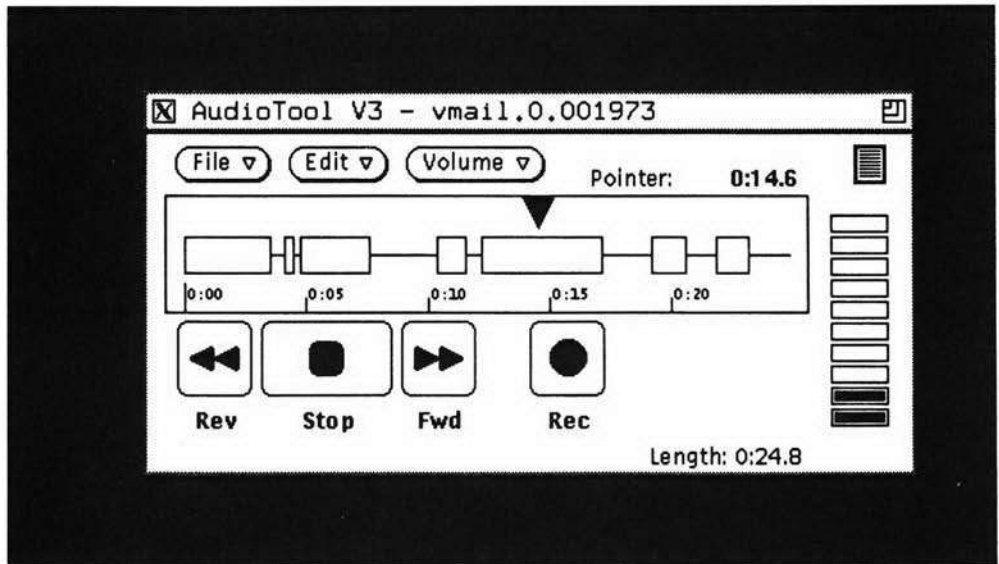 AudioTool V3 - vmail.0.001973
File Edit Volume
Pointer: 0:14.6
0:00 0:05 0:10 0:15 0:20
Rev Stop Fwd Rec
Length: 0:24.8